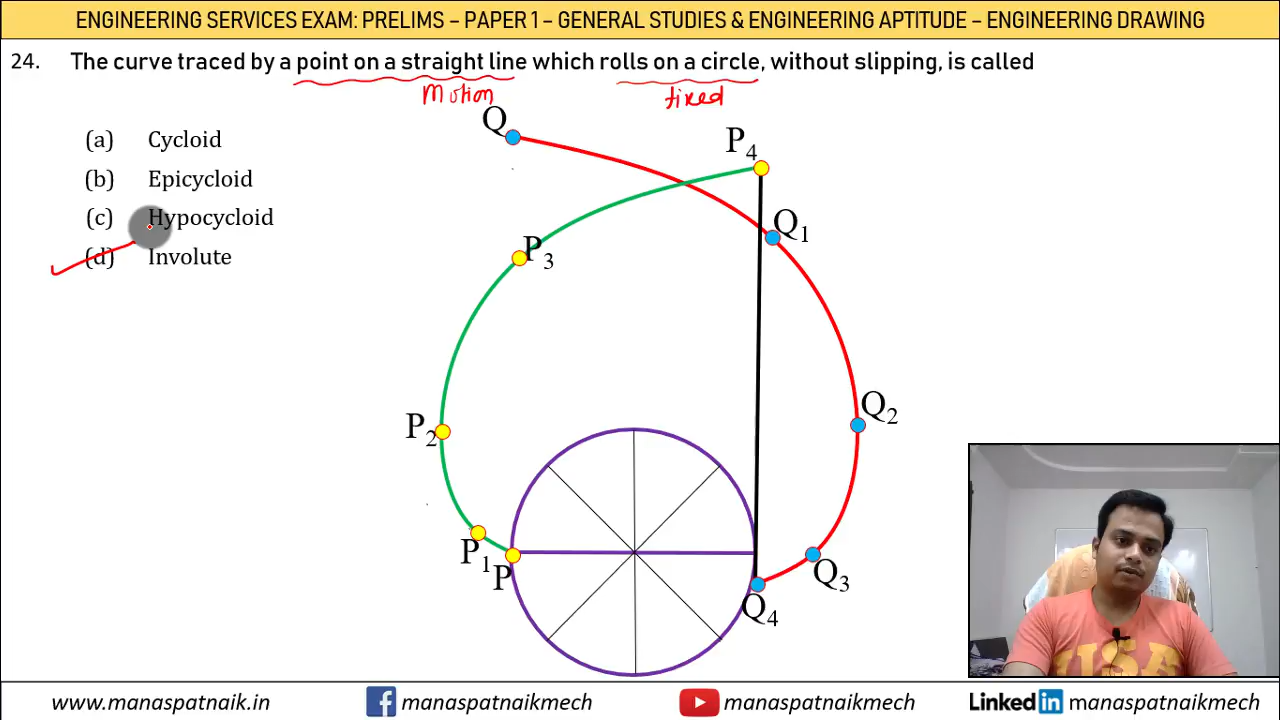 ENGINEERING SERVICES EXAM: PRELIMS – PAPER 1 – GENERAL STUDIES & ENGINEERING APTITUDE – ENGINEERING DRAWING
24. The curve traced by a point on a straight line which rolls on a circle, without slipping, is called
Motion fixed
(a) Cycloid
(b) Epicycloid
(c) Hypocycloid
(d) Involute
Q
P4
Q1
P3
Q2
P2
P1
P
Q3
Q4
www.manaspatnaik.in
manaspatnaikmech
manaspatnaikmech
Linked in manaspatnaikmech